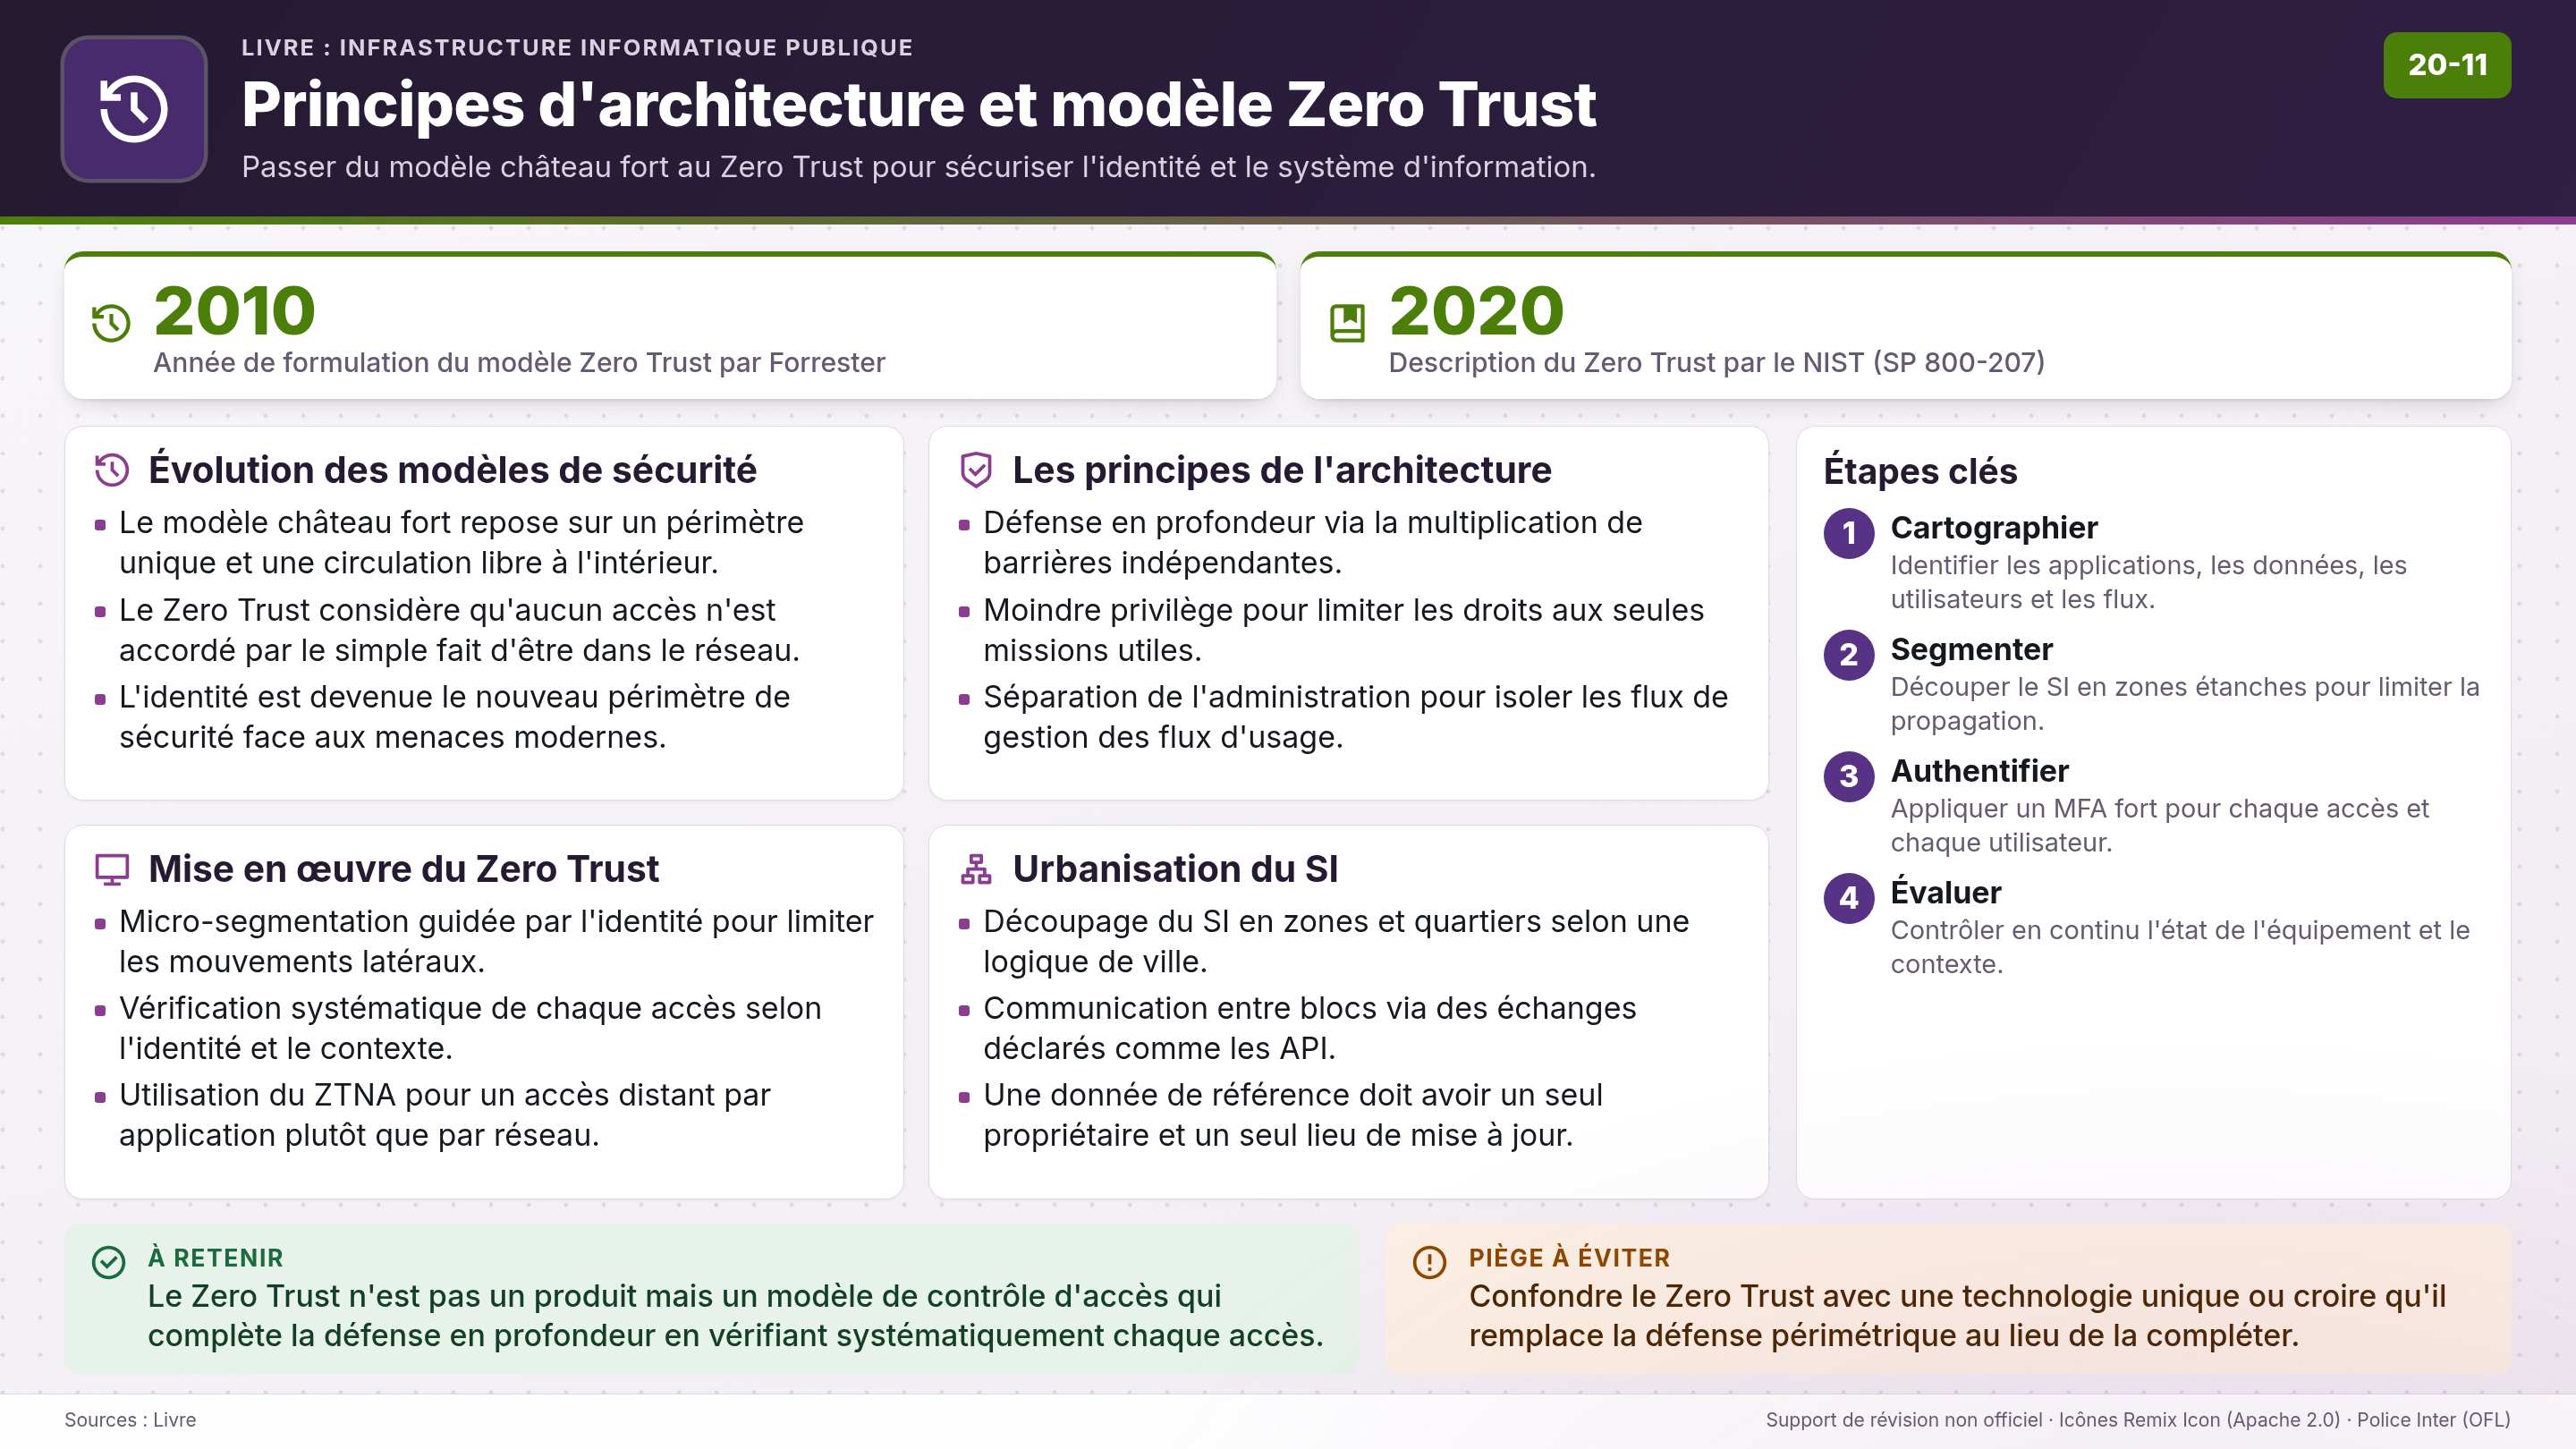 LIVRE : INFRASTRUCTURE INFORMATIQUE PUBLIQUE
Principes d'architecture et modèle Zero Trust
Passer du modèle château fort au Zero Trust pour sécuriser l'identité et le système d'information.
20-11
2010
Année de formulation du modèle Zero Trust par Forrester
2020
Description du Zero Trust par le NIST (SP 800-207)
Évolution des modèles de sécurité
Le modèle château fort repose sur un périmètre
unique et une circulation libre à l'intérieur.
Le Zero Trust considère qu'aucun accès n'est
accordé par le simple fait d'être dans le réseau.
L'identité est devenue le nouveau périmètre de
sécurité face aux menaces modernes.
Les principes de l'architecture
Défense en profondeur via la multiplication de
barrières indépendantes.
Moindre privilège pour limiter les droits aux seules
missions utiles.
Séparation de l'administration pour isoler les flux de
gestion des flux d'usage.
Mise en œuvre du Zero Trust
Micro-segmentation guidée par l'identité pour limiter
les mouvements latéraux.
Vérification systématique de chaque accès selon
l'identité et le contexte.
Utilisation du ZTNA pour un accès distant par
application plutôt que par réseau.
Urbanisation du SI
Découpage du SI en zones et quartiers selon une
logique de ville.
Communication entre blocs via des échanges
déclarés comme les API.
Une donnée de référence doit avoir un seul
propriétaire et un seul lieu de mise à jour.
Étapes clés
1 Cartographier
Identifier les applications, les données, les
utilisateurs et les flux.
2 Segmenter
Découper le SI en zones étanches pour limiter la
propagation.
3 Authentifier
Appliquer un MFA fort pour chaque accès et
chaque utilisateur.
4 Évaluer
Contrôler en continu l'état de l'équipement et le
contexte.
À RETENIR
Le Zero Trust n'est pas un produit mais un modèle de contrôle d'accès qui
complète la défense en profondeur en vérifiant systématiquement chaque accès.
PIÈGE À ÉVITER
Confondre le Zero Trust avec une technologie unique ou croire qu'il
remplace la défense périmétrique au lieu de la compléter.
Sources : Livre
Support de révision non officiel · Icônes Remix Icon (Apache 2.0) · Police Inter (OFL)